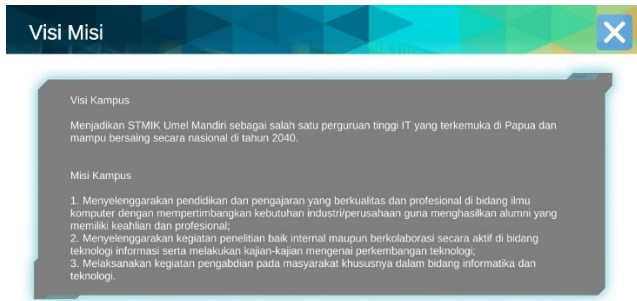 Visi Misi
Visi Kampus
Menjadikan STMIK Umel Mandiri sebagai salah satu perguruan tinggi IT yang terkemuka di Papua dan
mampu bersaing secara nasional di tahun 2040.
Misi Kampus
1. Menyelenggarakan pendidikan dan pengajaran yang berkualitas dan profesional di bidang ilmu
komputer dengan mempertimbangkan kebutuhan industri/perusahaan guna menghasilkan alumni yang
memiliki keahlian dan profesional;
2. Menyelenggarakan kegiatan penelitian baik internal maupun berkolaborasi secara aktif di bidang
teknologi informasi serta melakukan kajian-kajian mengenai perkembangan teknologi;
3. Melaksanakan kegiatan pengabdian pada masyarakat khususnya dalam bidang informatika dan
teknologi.